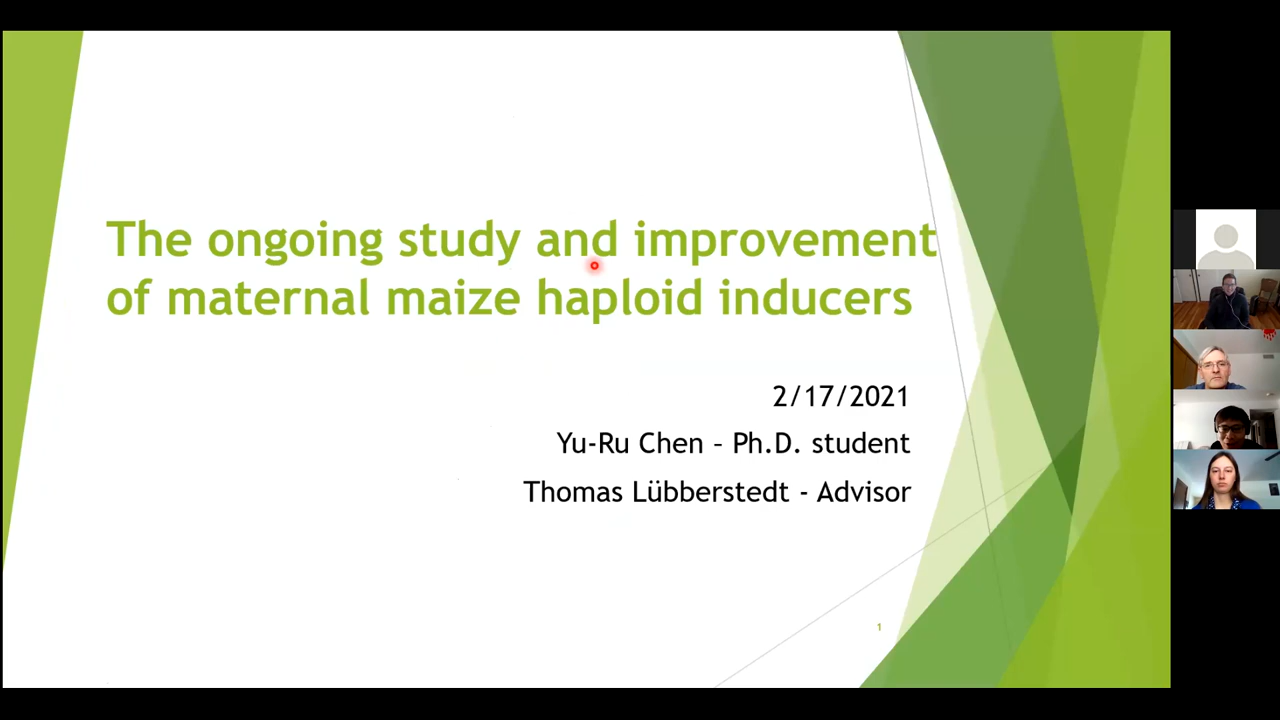 The ongoing study and improvement
of maternal maize haploid inducers
2/17/2021
Yu-Ru Chen – Ph.D. student
Thomas Lübberstedt - Advisor
1